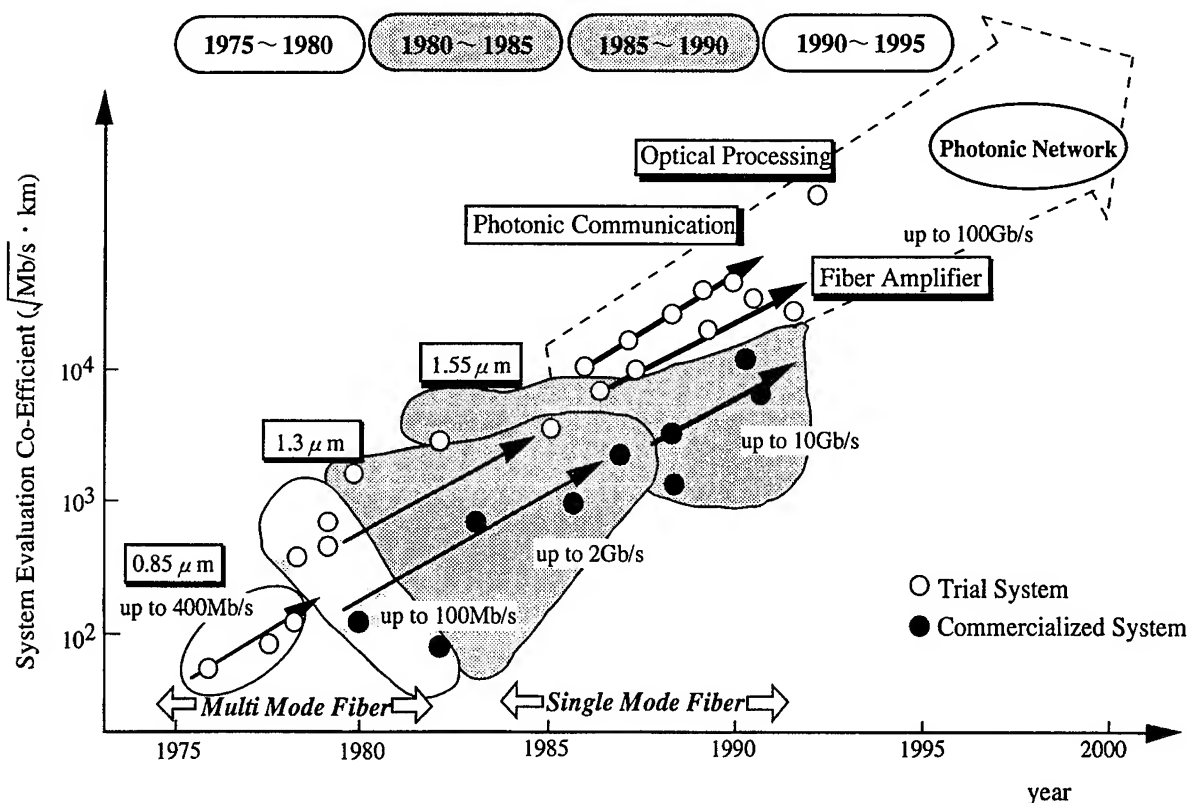 1975～1980
1980～1985
1985～1990
1990～1995
System Evaluation Co-Efficient (√Mb/s · km)
Optical Processing
Photonic Network
Photonic Communication
up to 100Gb/s
Fiber Amplifier
1.55 μm
10⁴
1.3 μm
up to 10Gb/s
10³
0.85 μm
up to 2Gb/s
up to 400Mb/s
up to 100Mb/s
Trial System
10²
Commercialized System
Multi Mode Fiber
Single Mode Fiber
1975
1980
1985
1990
1995
2000
year